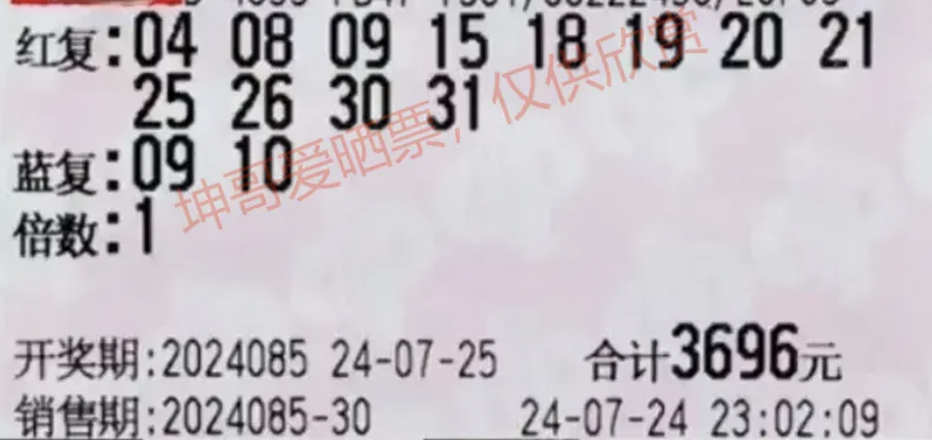 红复:04 08 09 15 18 19 20 21
25 26 30 31
蓝复:09 10
倍数:1
坤哥爱晒票，仅供欣赏
开奖期:2024085 24-07-25 合计3696元
销售期:2024085-30 24-07-24 23:02:09